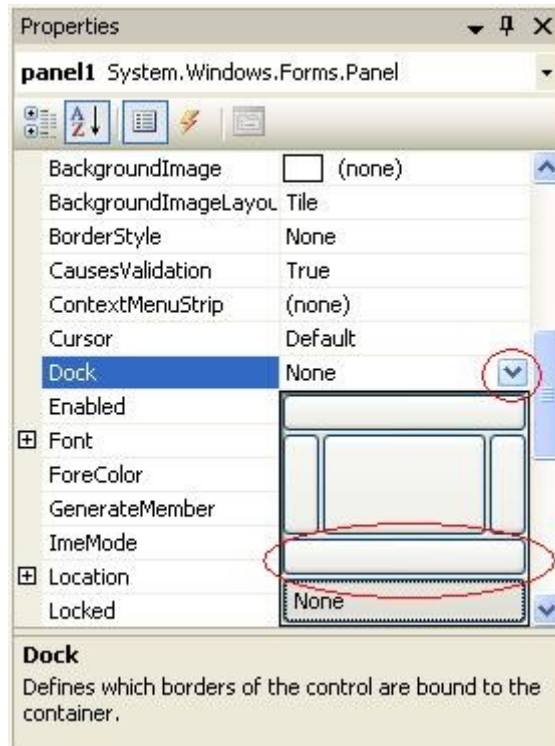 Properties
panel1 System.Windows.Forms.Panel
BackgroundImage (none)
BackgroundImageLayou Tile
BorderStyle None
CausesValidation True
ContextMenuStrip (none)
Cursor Default
Dock None
Enabled
Font
ForeColor
GenerateMember
ImeMode
Location
Locked
None
Dock
Defines which borders of the control are bound to the
container.